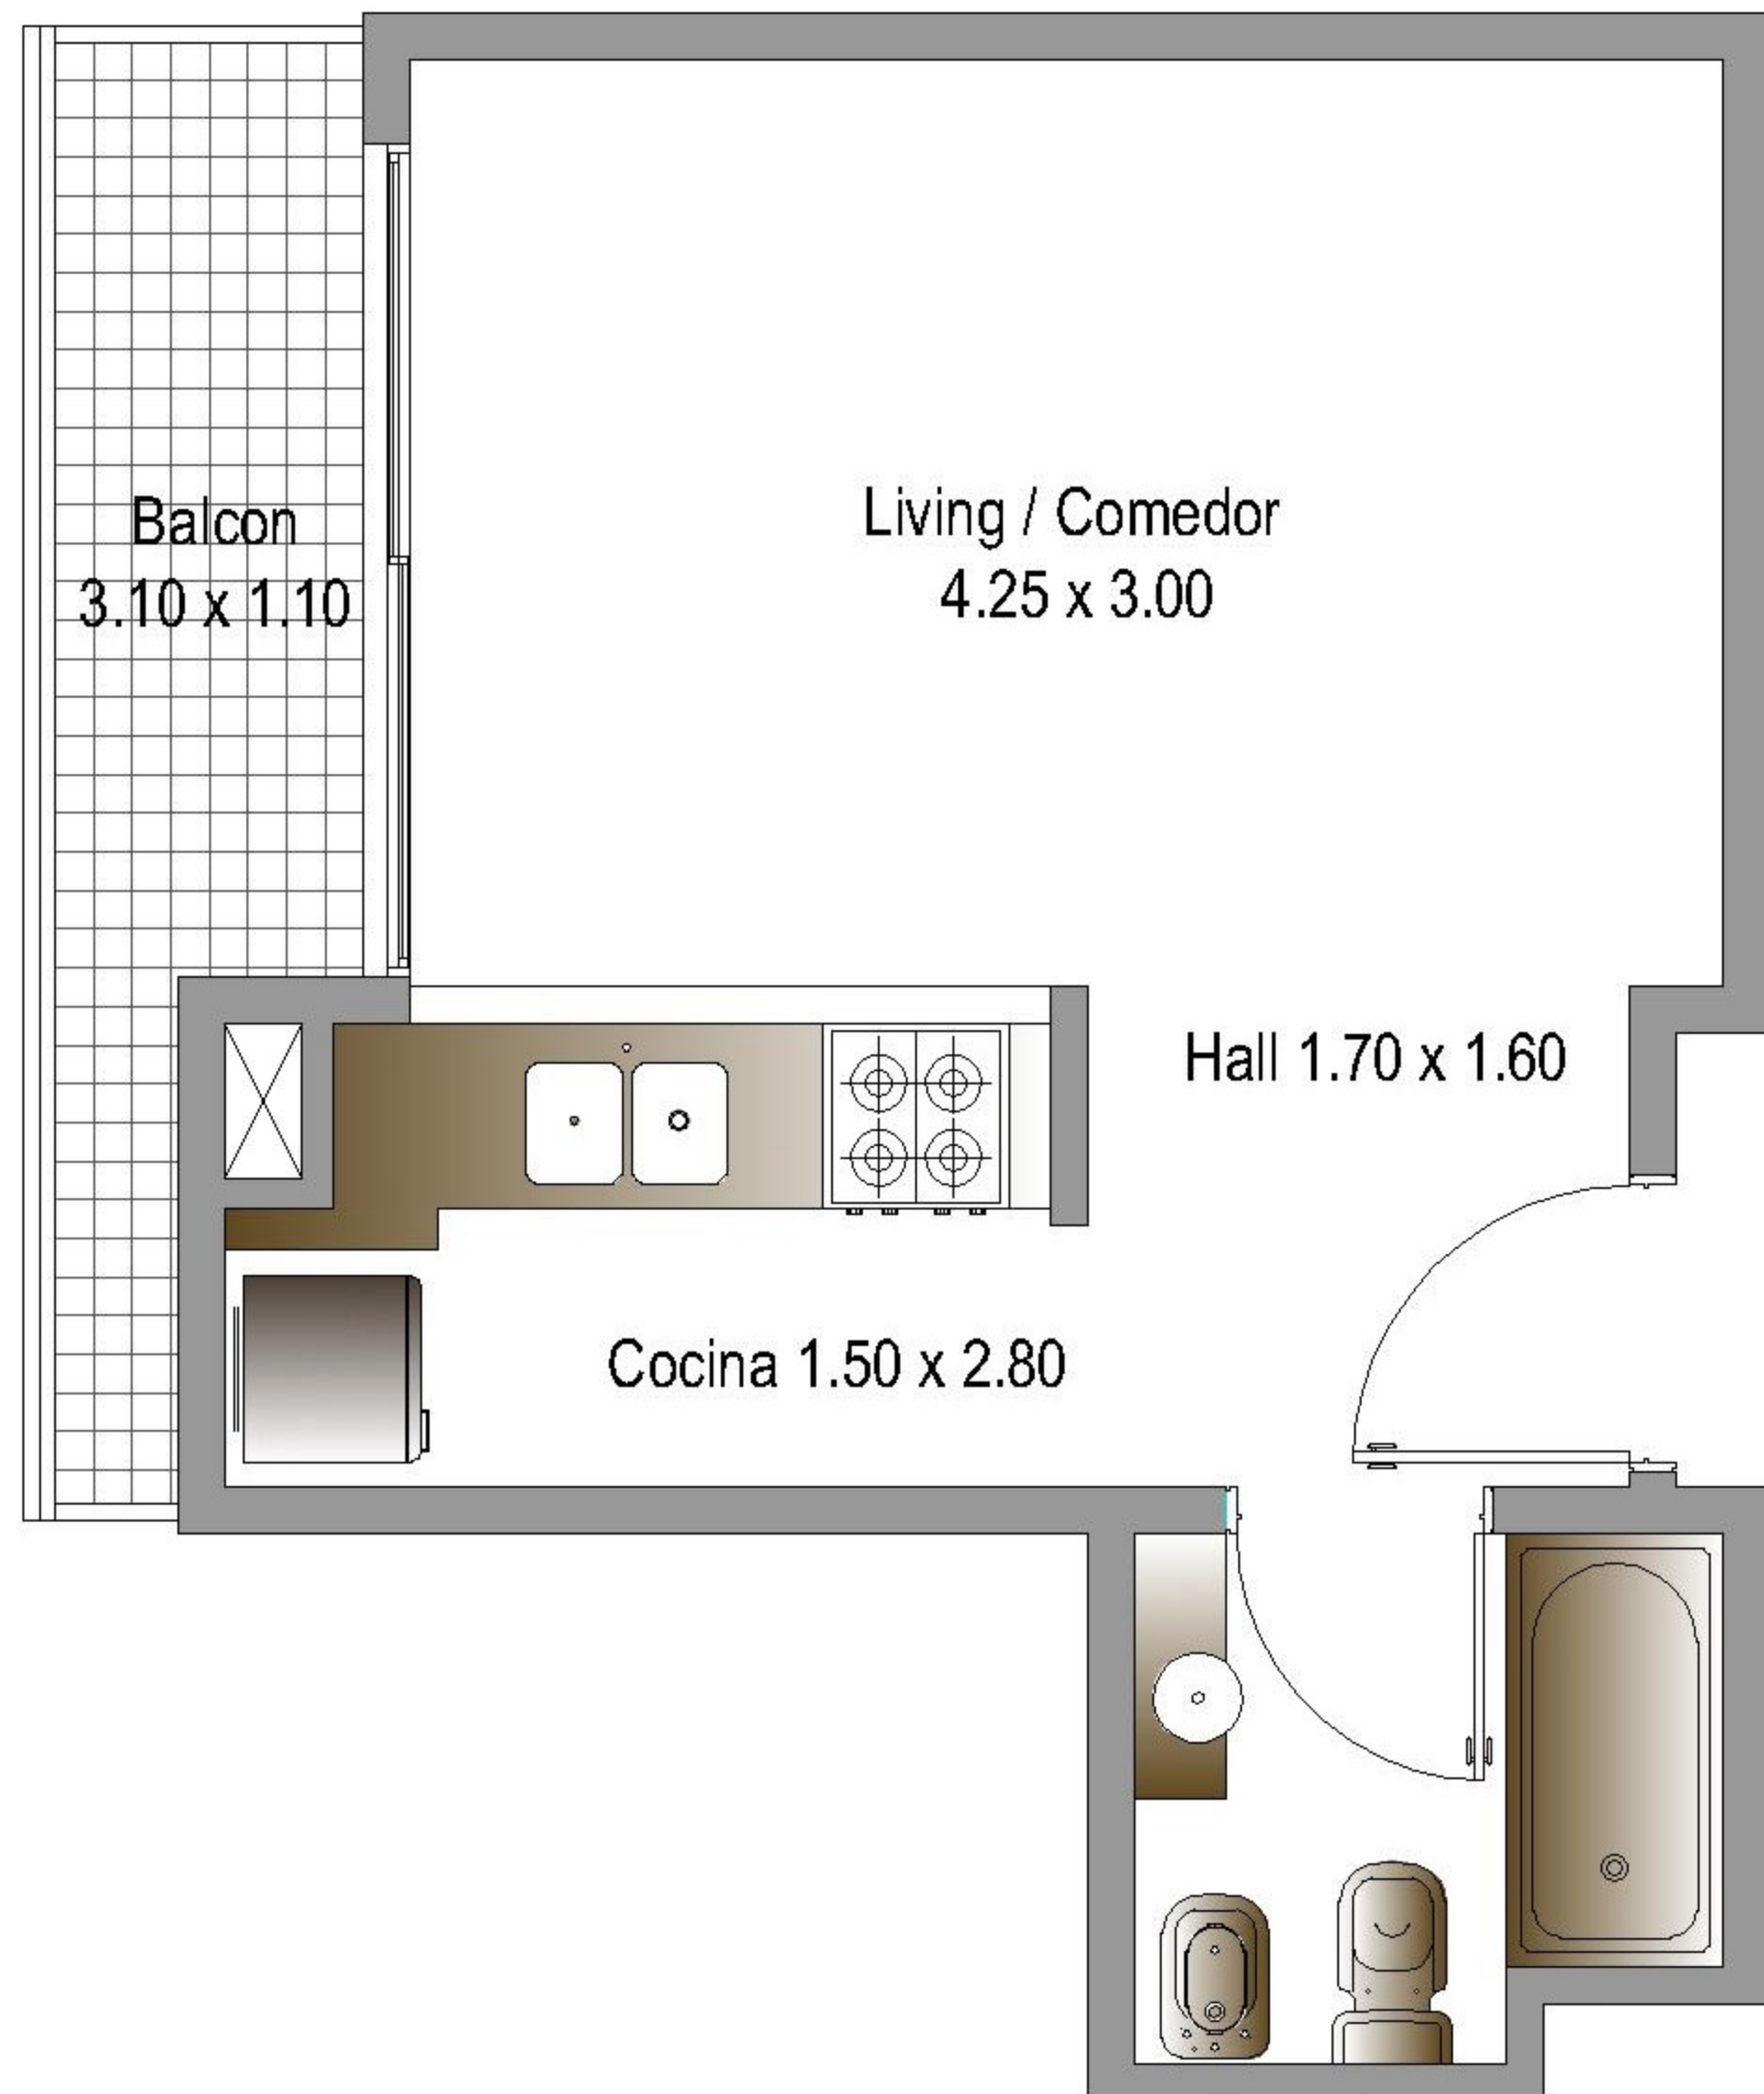 Balcon
3.10 x 1.10
Living / Comedor
4.25 x 3.00
Hall 1.70 x 1.60
Cocina 1.50 x 2.80